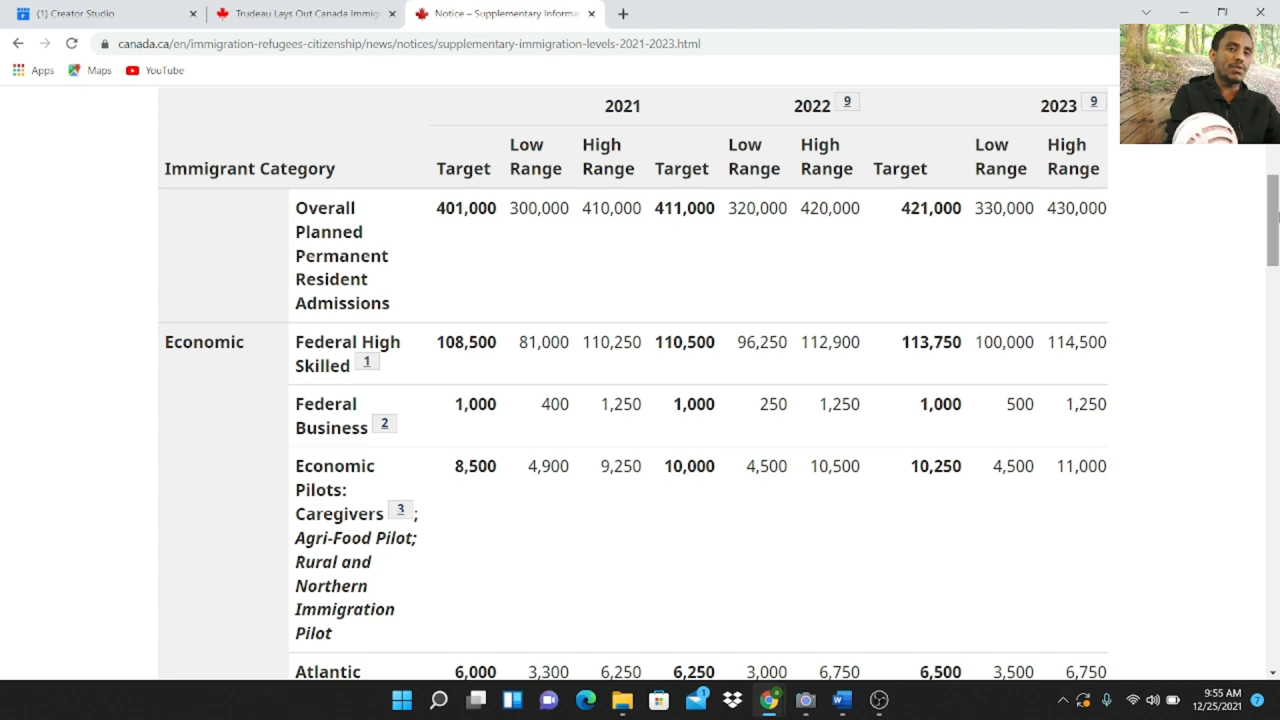 (1) Creator Studio
Trudeau Lays Out Canada Immig
Notice – Supplementary Informa
canada.ca/en/immigration-refugees-citizenship/news/notices/supplementary-immigration-levels-2021-2023.html
Apps Maps YouTube
2021 2022 9 2023 9
Low High Low High Low High
Immigrant Category Target Range Range Target Range Range Target Range Range
Overall 401,000 300,000 410,000 411,000 320,000 420,000 421,000 330,000 430,000
Planned
Permanent
Resident
Admissions
Economic Federal High 108,500 81,000 110,250 110,500 96,250 112,900 113,750 100,000 114,500
Skilled 1
Federal 1,000 400 1,250 1,000 250 1,250 1,000 500 1,250
Business 2
Economic 8,500 4,900 9,250 10,000 4,500 10,500 10,250 4,500 11,000
Pilots:
Caregivers 3 ;
Agri-Food Pilot;
Rural and
Northern
Immigration
Pilot
Atlantic 6,000 3,300 6,250 6,250 3,000 6,750 6,500 3,500 6,750
9:55 AM
12/25/2021
7
1